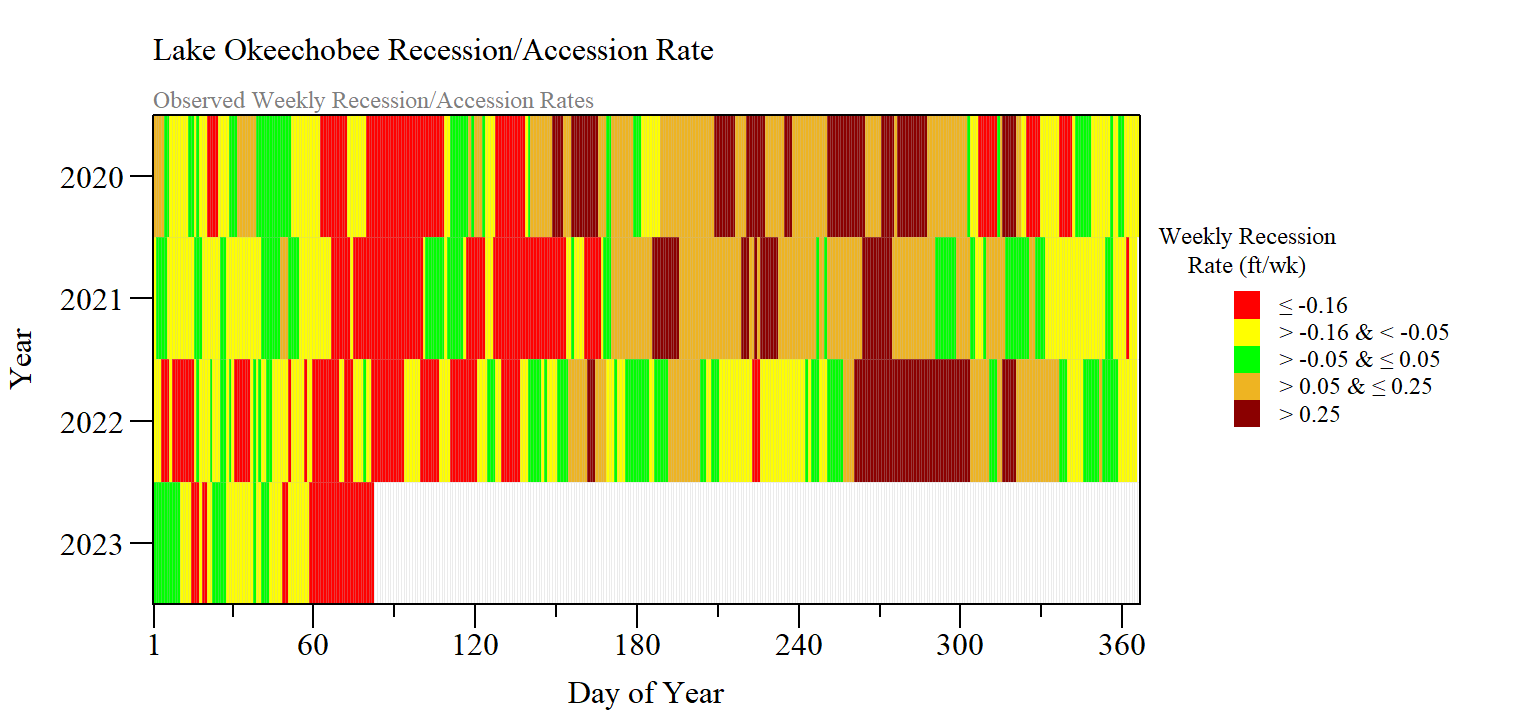 Lake Okeechobee Recession/Accession Rate
Observed Weekly Recession/Accession Rates
Year
2020
2021
2022
2023
1 60 120 180 240 300 360
Day of Year
Weekly Recession
Rate (ft/wk)
≤ -0.16
> -0.16 & < -0.05
> -0.05 & ≤ 0.05
> 0.05 & ≤ 0.25
> 0.25